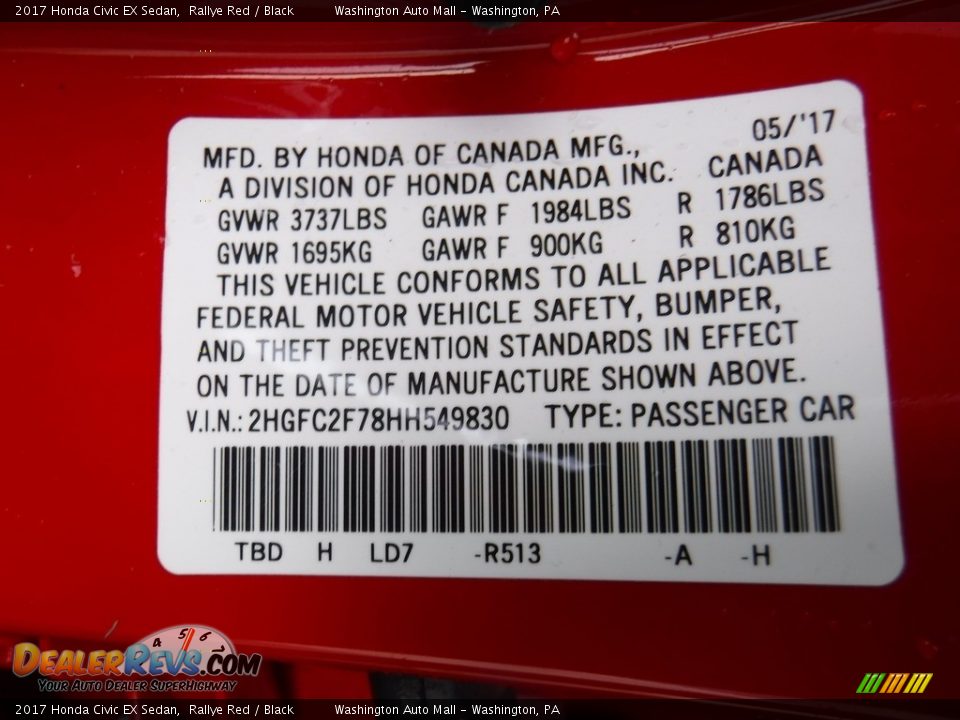 2017 Honda Civic EX Sedan,  Rallye Red / Black    Washington Auto Mall - Washington, PA
05/'17
MFD. BY HONDA OF CANADA MFG.,
A DIVISION OF HONDA CANADA INC.  CANADA
GVWR 3737LBS  GAWR F 1984LBS  R 1786LBS
GVWR 1695KG  GAWR F 900KG  R 810KG
THIS VEHICLE CONFORMS TO ALL APPLICABLE
FEDERAL MOTOR VEHICLE SAFETY, BUMPER,
AND THEFT PREVENTION STANDARDS IN EFFECT
ON THE DATE OF MANUFACTURE SHOWN ABOVE.
V.I.N.: 2HGFC2F78HH549830  TYPE: PASSENGER CAR
TBD  H  LD7  -R513  -A  -H
4 5 6
DEALERREVS.COM
Your Auto Dealer SuperHighway
2017 Honda Civic EX Sedan,  Rallye Red / Black    Washington Auto Mall - Washington, PA